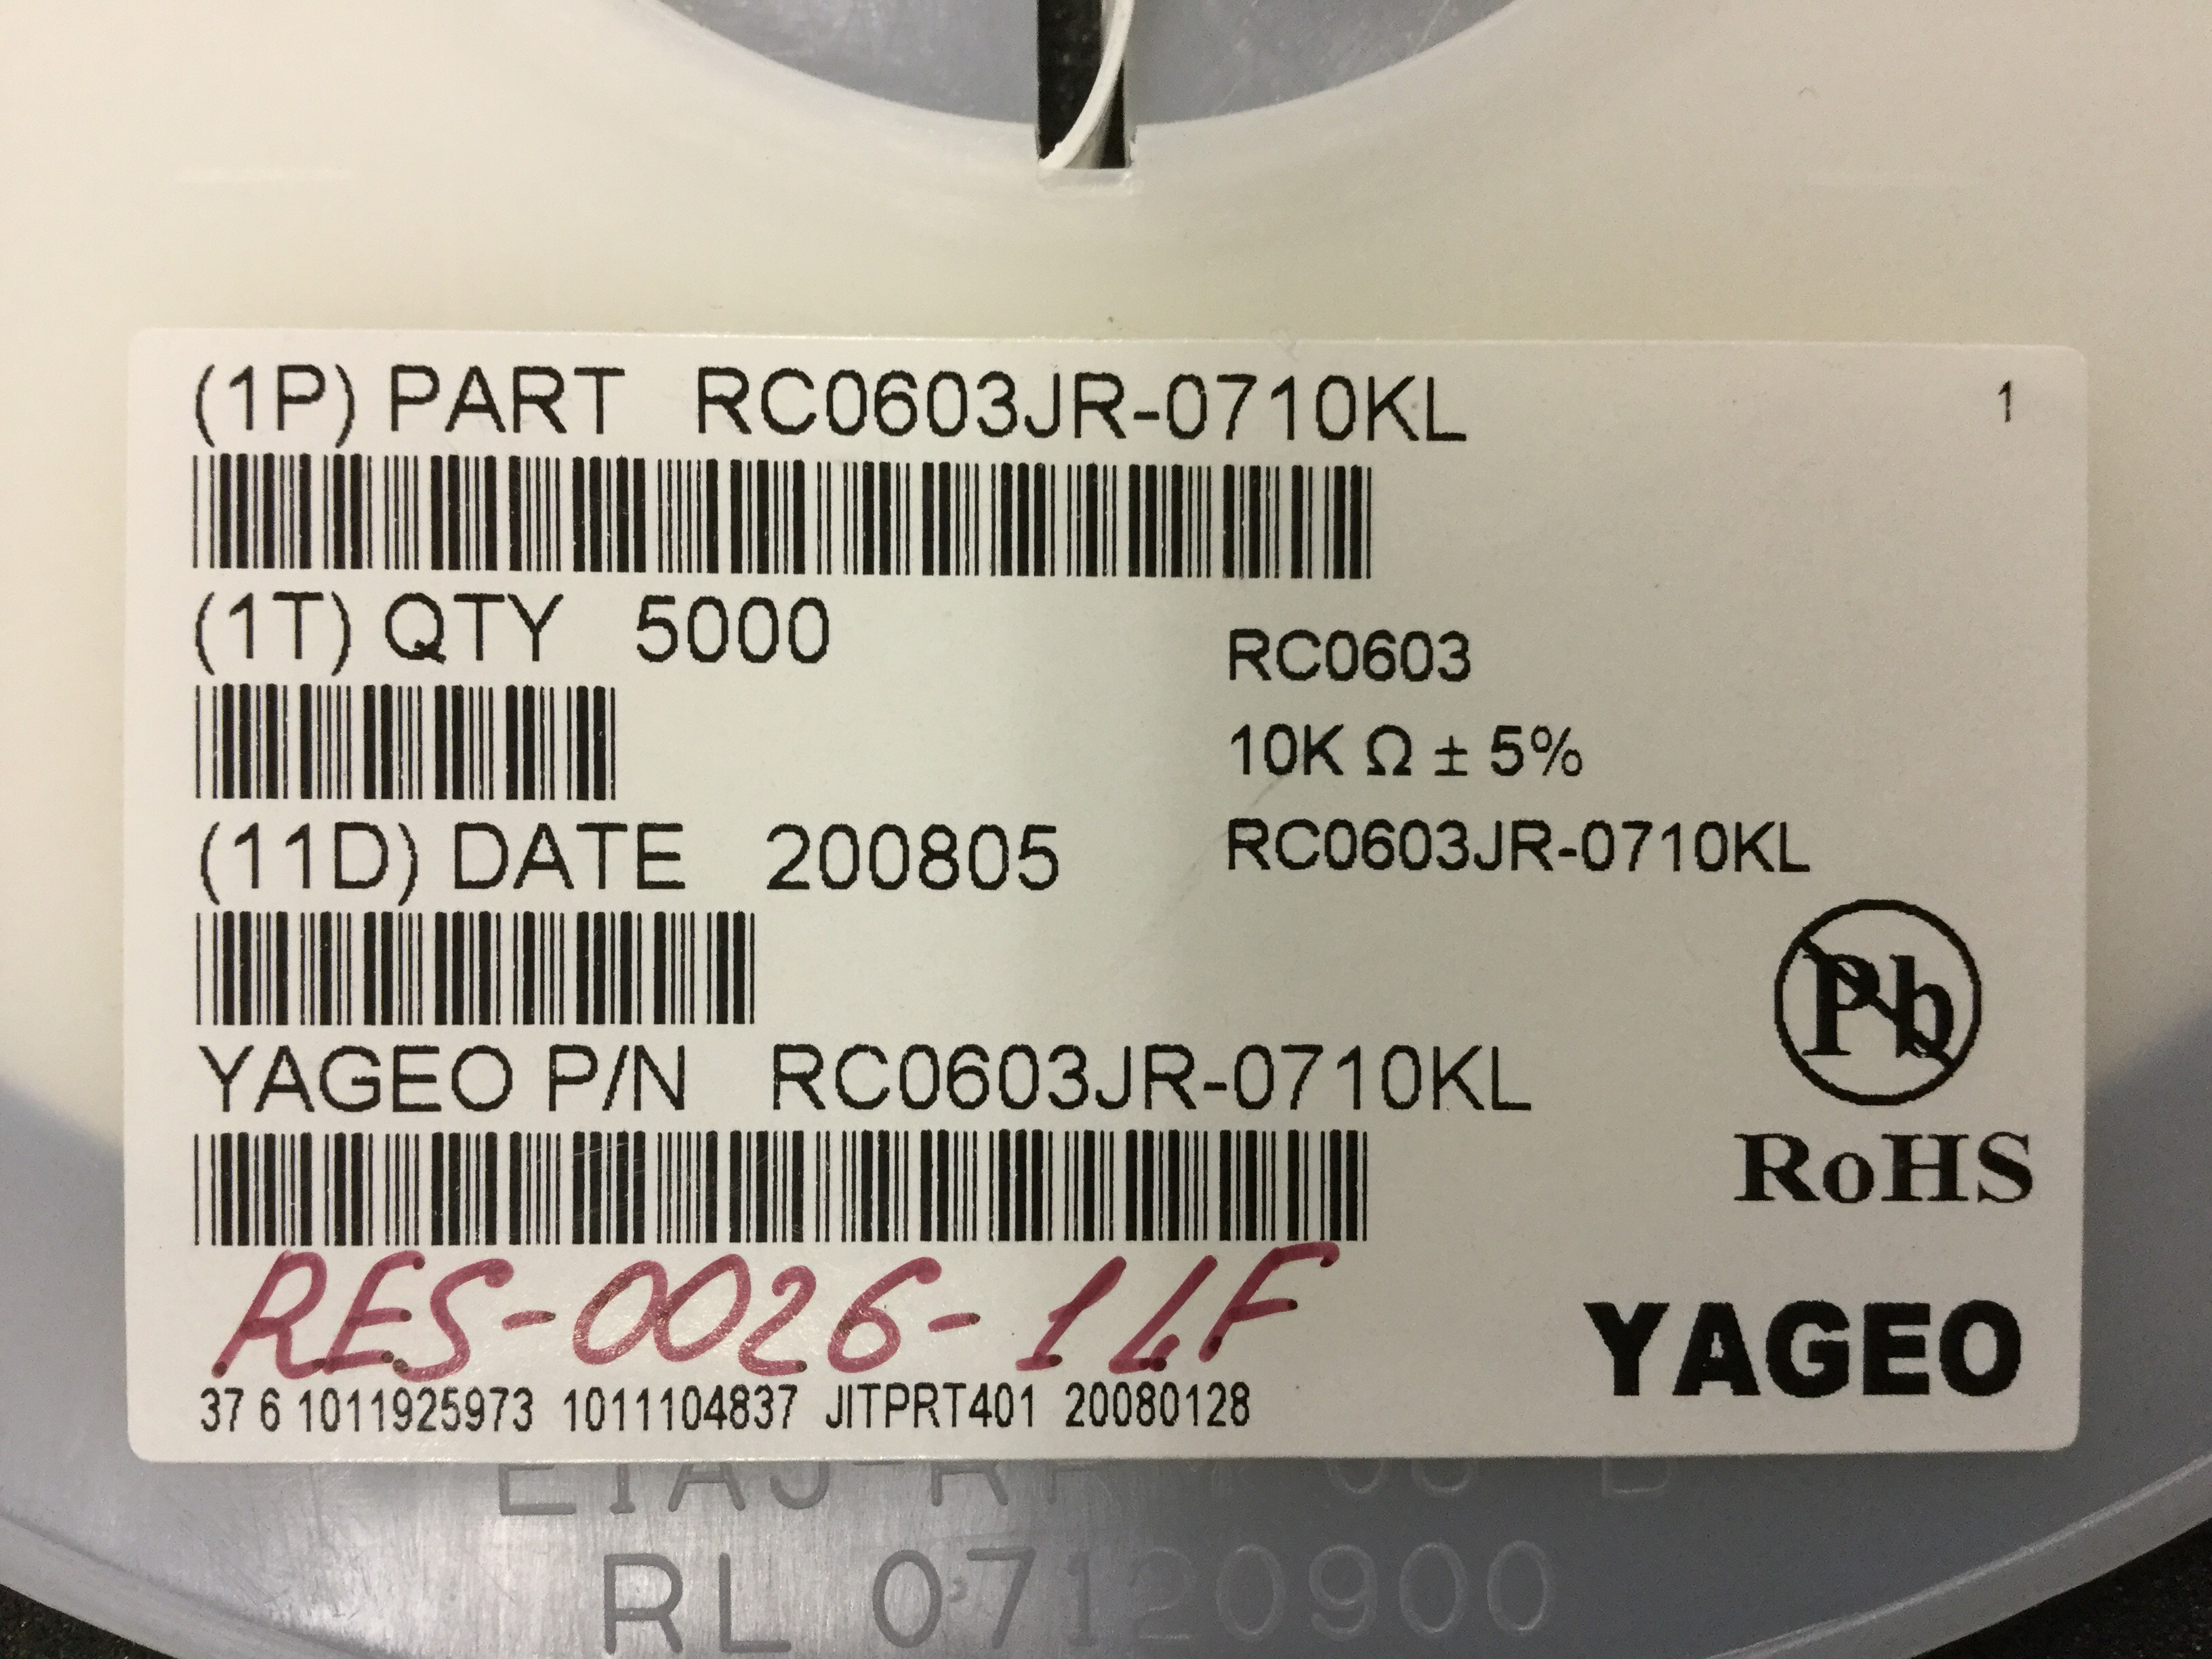 (1P) PART RC0603JR-0710KL 1
(1T) QTY 5000
RC0603
10K Ω ± 5%
(11D) DATE 200805
RC0603JR-0710KL
Pb
YAGEO P/N RC0603JR-0710KL
RoHS
RES-0026-1LF
YAGEO
37 6 1011925973 1011104837 JITPRT401 20080128
RL 07120900